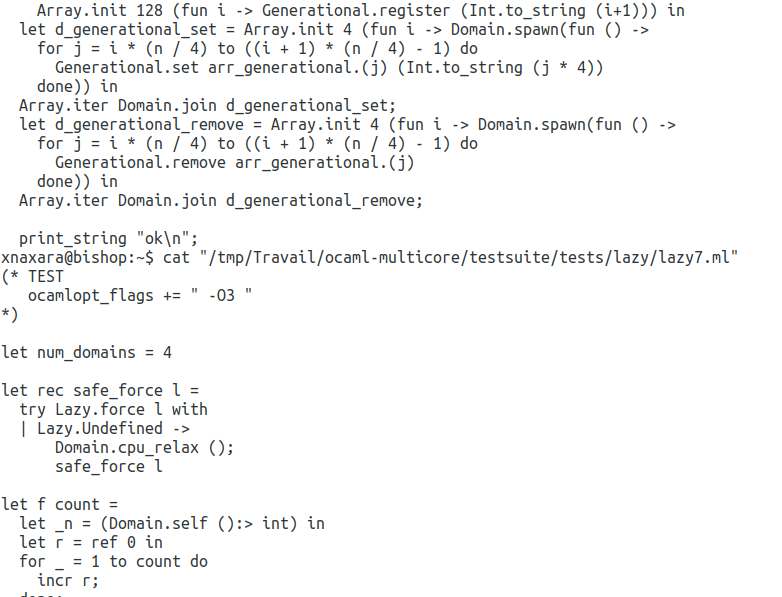 Array.init 128 (fun i -> Generational.register (Int.to_string (i+1))) in
  let d_generational_set = Array.init 4 (fun i -> Domain.spawn(fun () ->
    for j = i * (n / 4) to ((i + 1) * (n / 4) - 1) do
      Generational.set arr_generational.(j) (Int.to_string (j * 4))
    done)) in
  Array.iter Domain.join d_generational_set;
  let d_generational_remove = Array.init 4 (fun i -> Domain.spawn(fun () ->
    for j = i * (n / 4) to ((i + 1) * (n / 4) - 1) do
      Generational.remove arr_generational.(j)
    done)) in
  Array.iter Domain.join d_generational_remove;

  print_string "ok\n";
xnaxara@bishop:~$ cat "/tmp/Travail/ocaml-multicore/testsuite/tests/lazy/lazy7.ml"
(* TEST
   ocamlopt_flags += " -O3 "
*)

let num_domains = 4

let rec safe_force l =
  try Lazy.force l with
  | Lazy.Undefined ->
      Domain.cpu_relax ();
      safe_force l

let f count =
  let _n = (Domain.self ():> int) in
  let r = ref 0 in
  for _ = 1 to count do
    incr r;
  done;